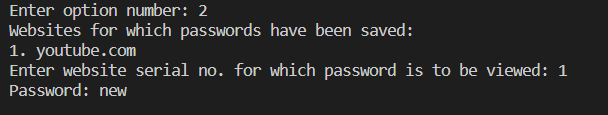 Enter option number: 2
Websites for which passwords have been saved:
1. youtube.com
Enter website serial no. for which password is to be viewed: 1
Password: new